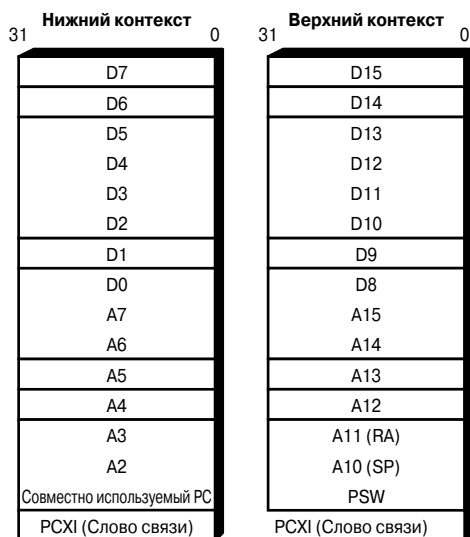 Нижний контекст
31 0
D7
D6
D5
D4
D3
D2
D1
D0
A7
A6
A5
A4
A3
A2
Совместно используемый PC
PCXI (Слово связи)
Верхний контекст
31 0
D15
D14
D13
D12
D11
D10
D9
D8
A15
A14
A13
A12
A11 (RA)
A10 (SP)
PSW
PCXI (Слово связи)